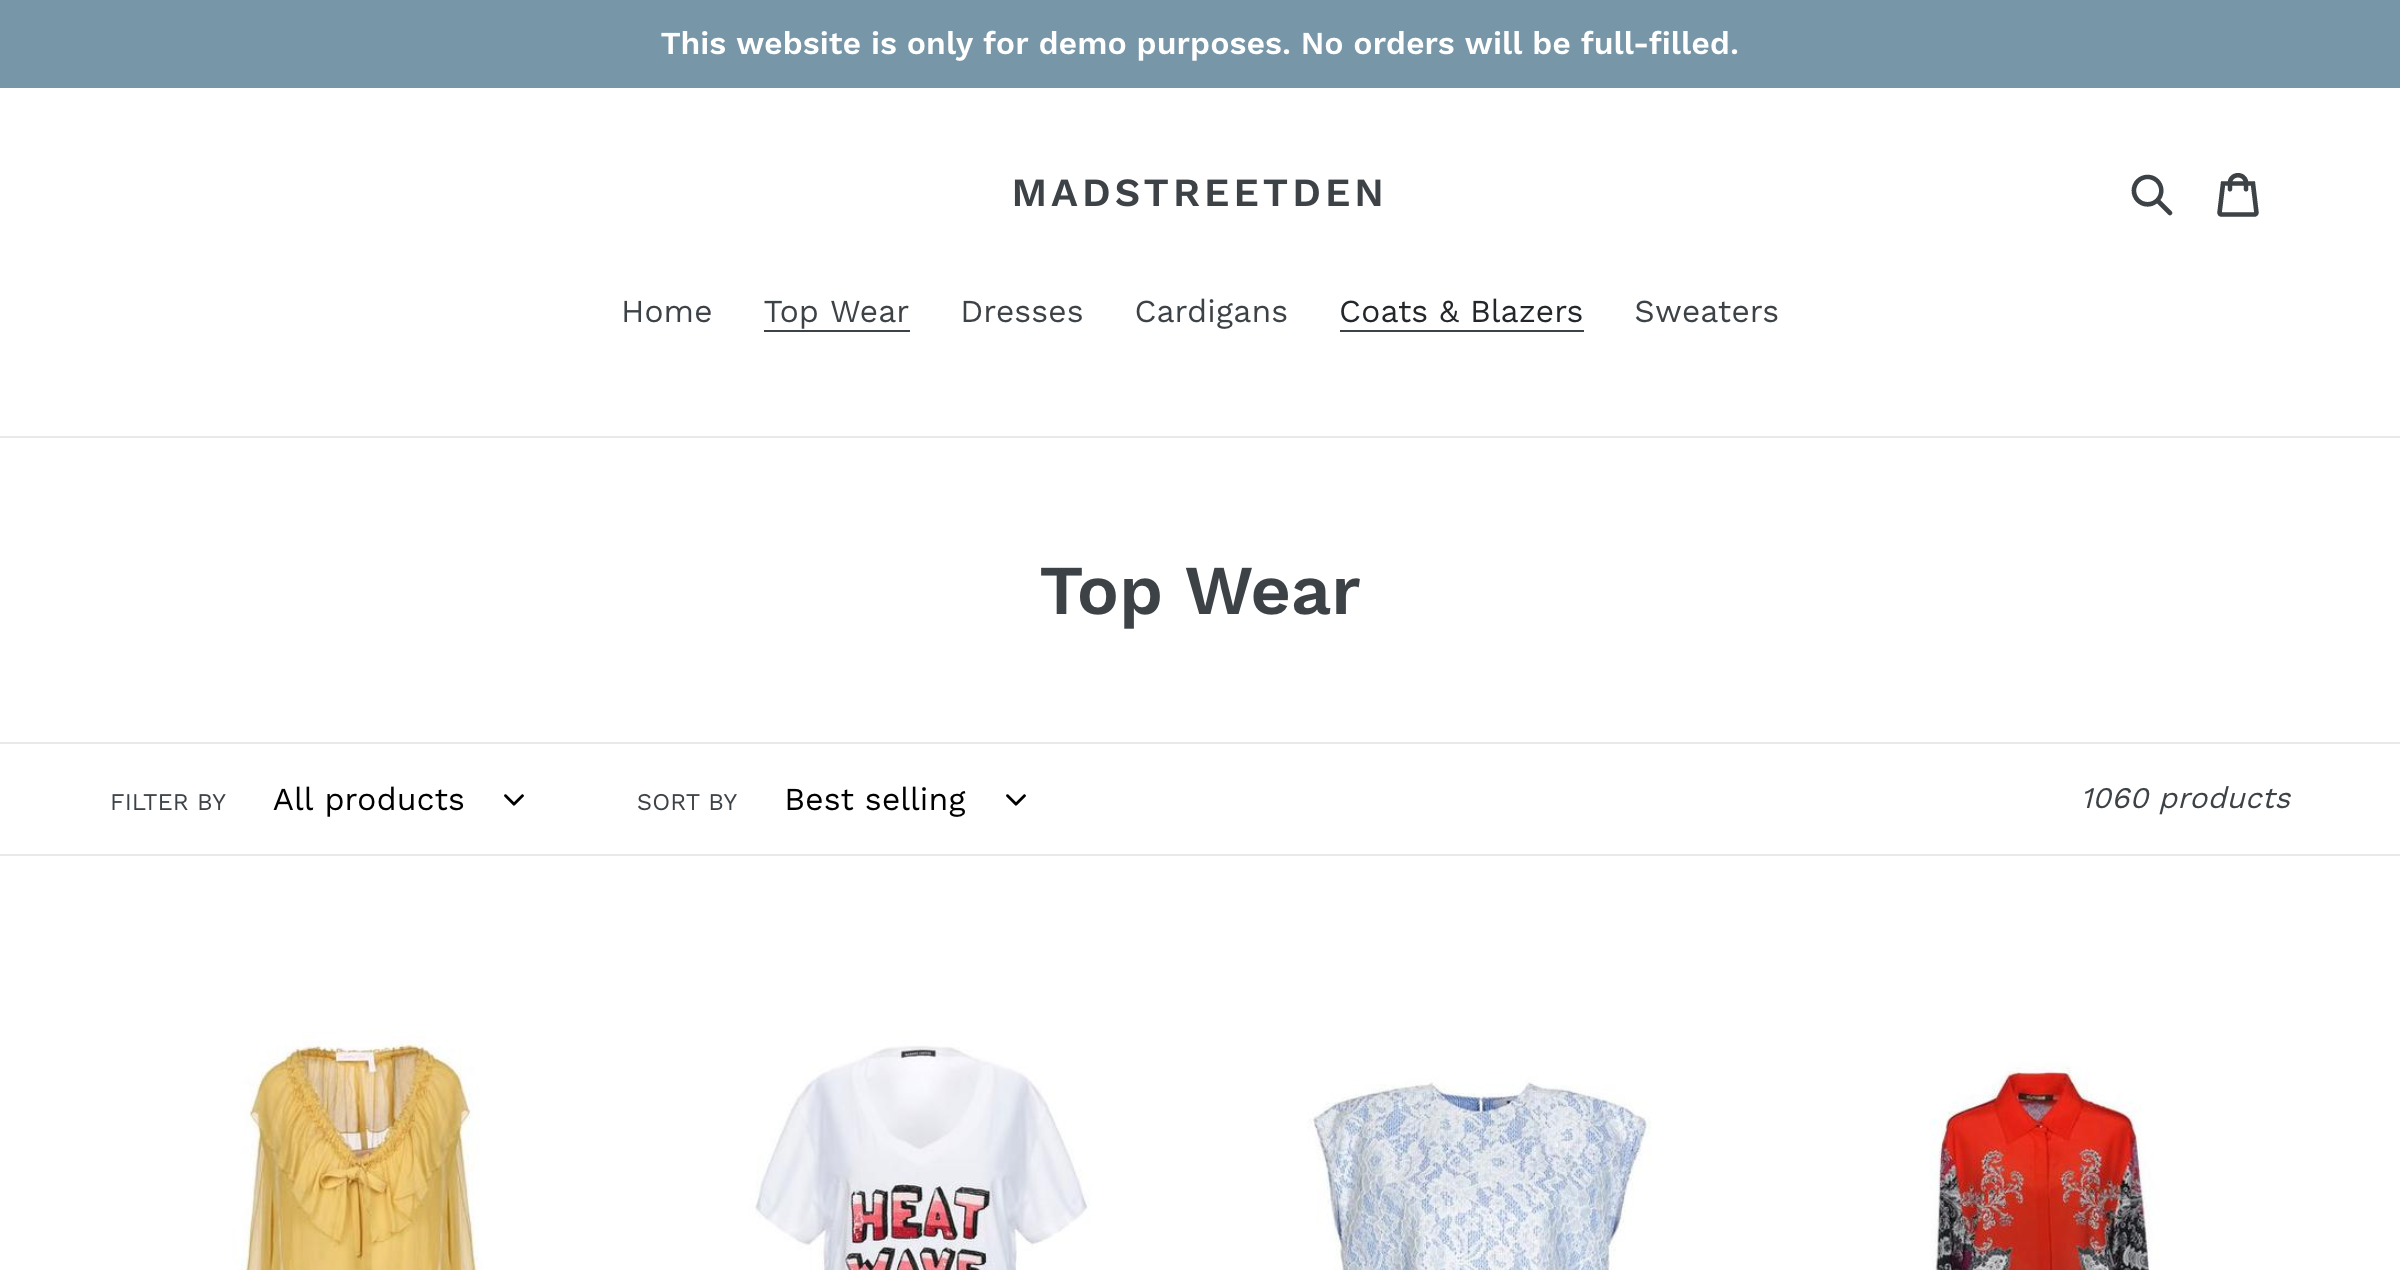 This website is only for demo purposes. No orders will be full-filled.
MADSTREETDEN
Home Top Wear Dresses Cardigans Coats & Blazers Sweaters
Top Wear
FILTER BY All products SORT BY Best selling 1060 products
HEAT
WAVE